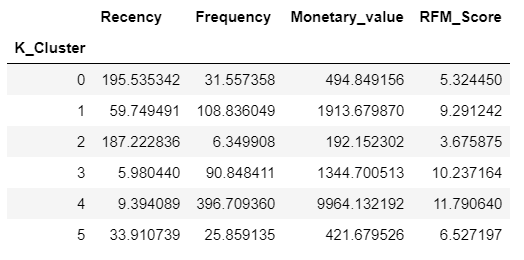 Recency Frequency Monetary_value RFM_Score
K_Cluster
0 195.535342 31.557358 494.849156 5.324450
1 59.749491 108.836049 1913.679870 9.291242
2 187.222836 6.349908 192.152302 3.675875
3 5.980440 90.848411 1344.700513 10.237164
4 9.394089 396.709360 9964.132192 11.790640
5 33.910739 25.859135 421.679526 6.527197